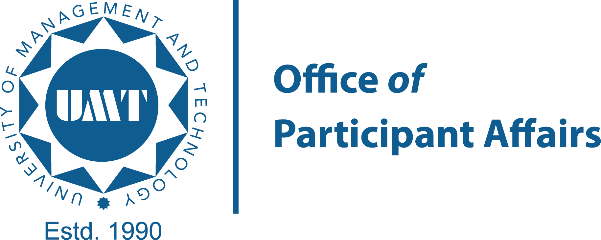 UNIVERSITY OF MANAGEMENT AND TECHNOLOGY
UMT
Estd. 1990
Office of
Participant Affairs